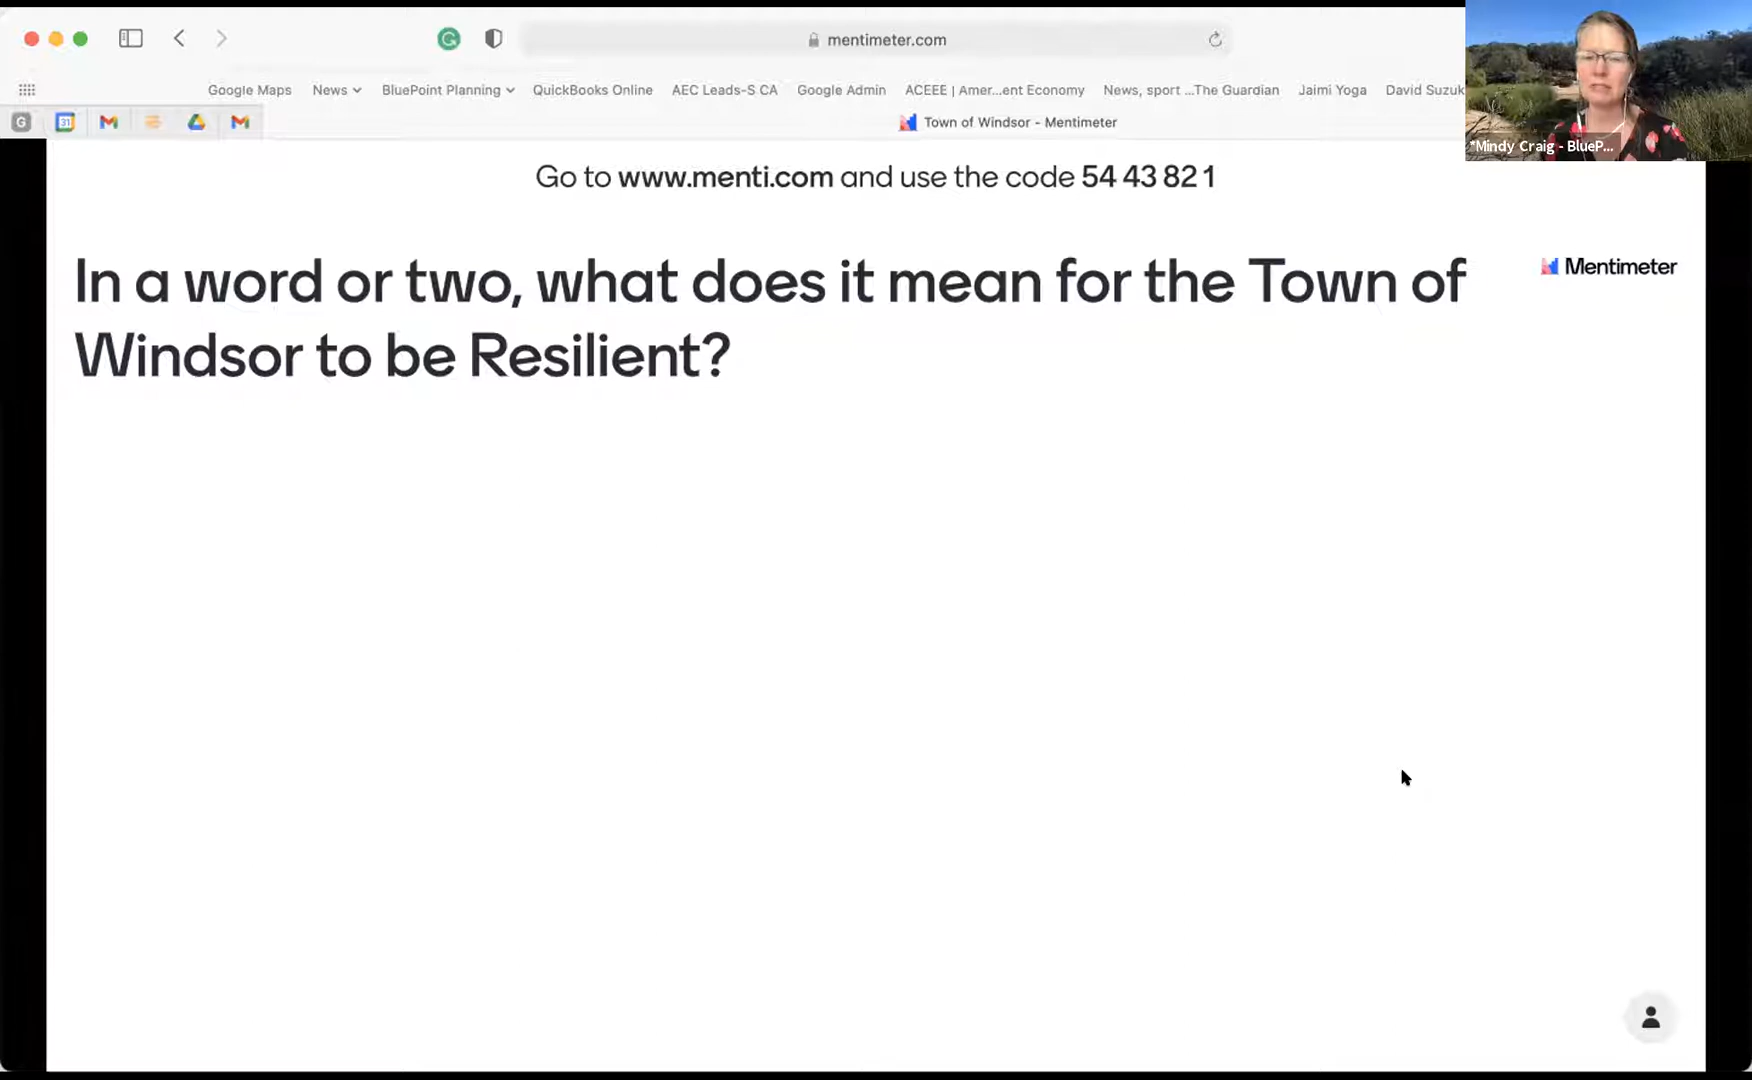 mentimeter.com
Google Maps News BluePoint Planning QuickBooks Online AEC Leads-S CA Google Admin ACEEE | Amer...ent Economy News, sport ...The Guardian Jaimi Yoga David Suzuk
G 31 Town of Windsor - Mentimeter
*Mindy Craig - BlueP...
Go to www.menti.com and use the code 54 43 82 1
In a word or two, what does it mean for the Town of
Windsor to be Resilient?
Mentimeter